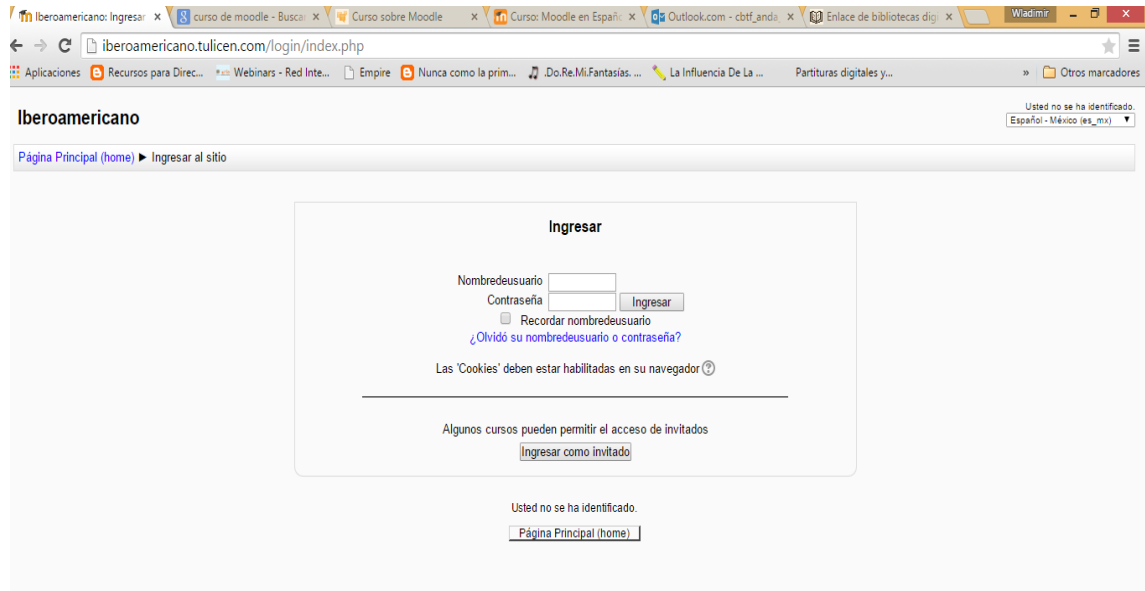 Iberoamericano: Ingresar
curso de moodle - Buscar
Curso sobre Moodle
Curso: Moodle en Españo
Outlook.com - cbtf_anda
Enlace de bibliotecas digi
Wladimir
iberoamericano.tulicen.com/login/index.php
Aplicaciones Recursos para Direc... Webinars - Red Inte... Empire Nunca como la prim... .Do.Re.Mi.Fantasías. ... La Influencia De La ... Partituras digitales y... » Otros marcadores
Usted no se ha identificado.
Iberoamericano
Español - México (es_mx)
Página Principal (home) ► Ingresar al sitio
Ingresar
Nombredeusuario
Contraseña Ingresar
Recordar nombredeusuario
¿Olvidó su nombredeusuario o contraseña?
Las 'Cookies' deben estar habilitadas en su navegador
Algunos cursos pueden permitir el acceso de invitados
Ingresar como invitado
Usted no se ha identificado.
Página Principal (home)